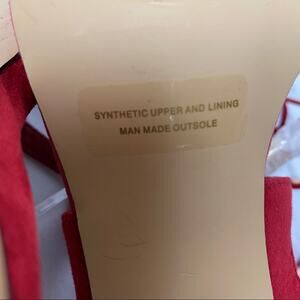 SYNTHETIC UPPER AND LINING
MAN MADE OUTSOLE